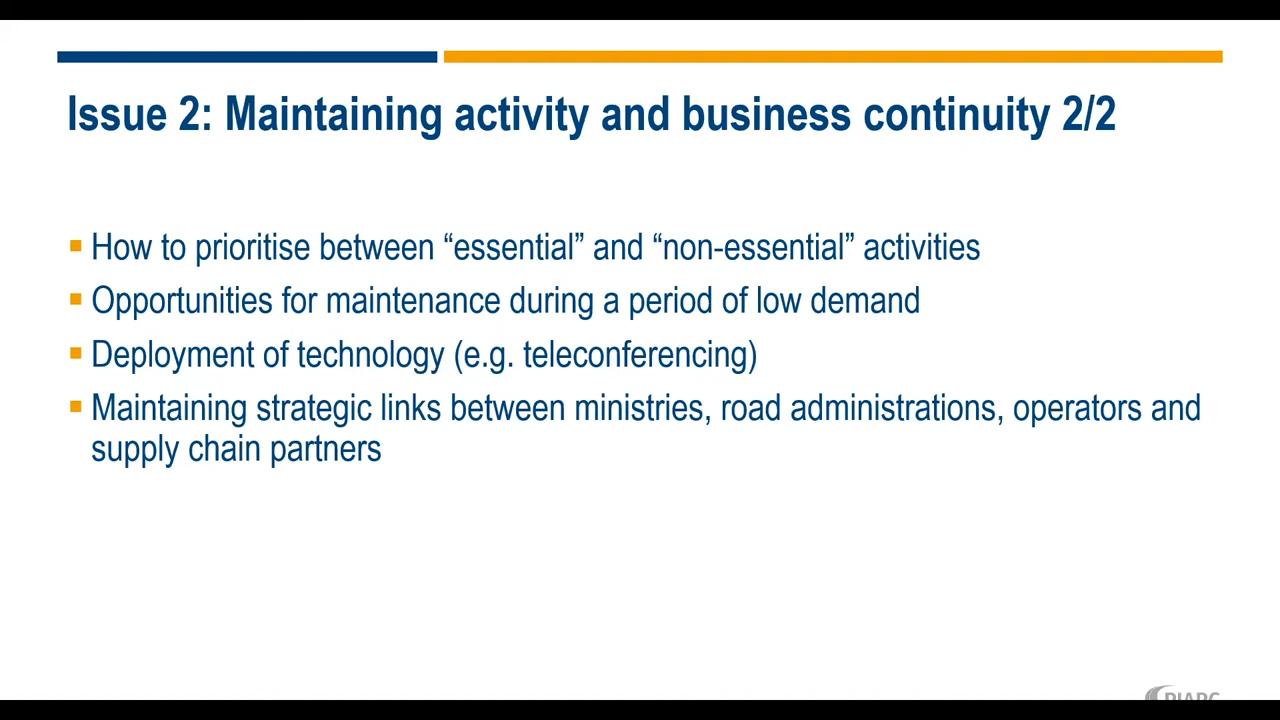 Issue 2: Maintaining activity and business continuity 2/2
How to prioritise between “essential” and “non-essential” activities
Opportunities for maintenance during a period of low demand
Deployment of technology (e.g. teleconferencing)
Maintaining strategic links between ministries, road administrations, operators and
supply chain partners
PIARC